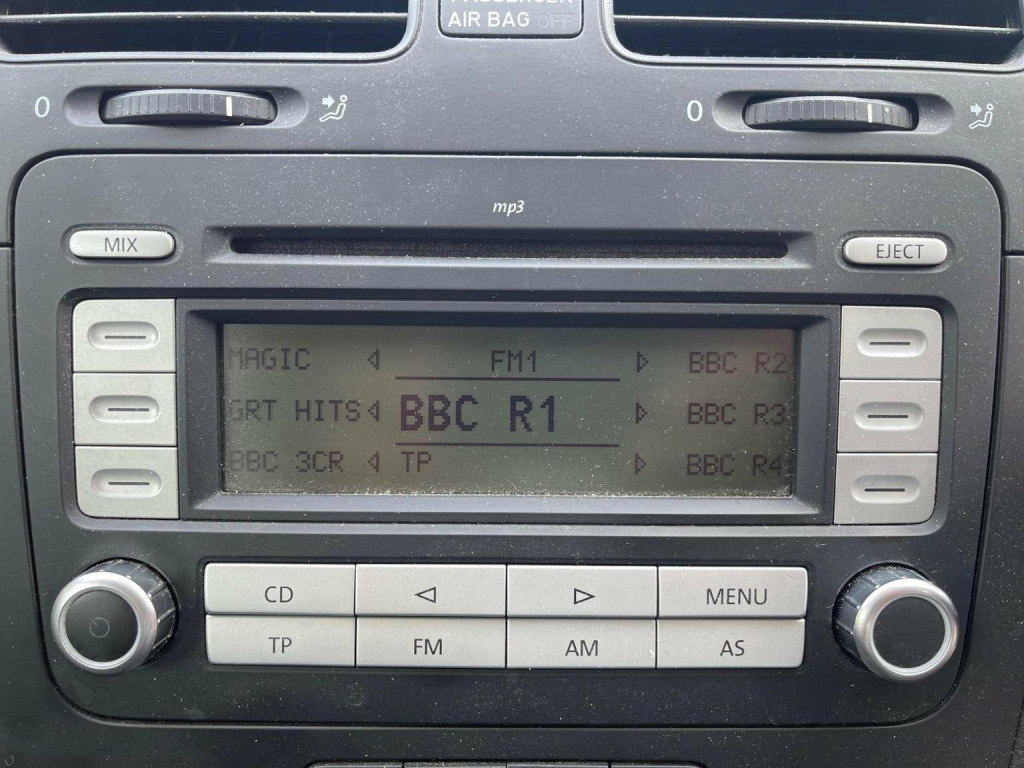 PASSENGER
AIR BAG OFF
0
0
mp3
MIX
EJECT
MAGIC FM1 BBC R2
GRT HITS BBC R1 BBC R3
BBC 3CR TP BBC R4
CD MENU
TP FM AM AS